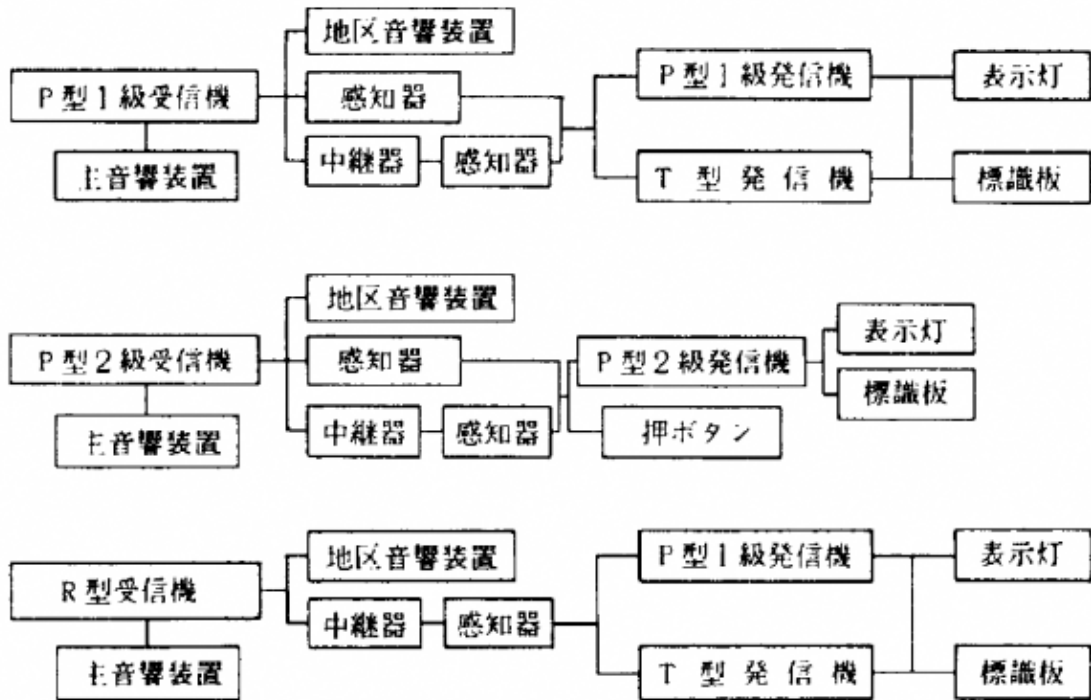 地区音響装置
P型1級受信機
感知器
P型1級発信機
表示灯
主音響装置
中継器
感知器
T型発信機
標識板
地区音響装置
P型2級受信機
感知器
P型2級発信機
表示灯
標識板
主音響装置
中継器
感知器
押ボタン
地区音響装置
P型1級発信機
表示灯
R型受信機
中継器
感知器
主音響装置
T型発信機
標識板